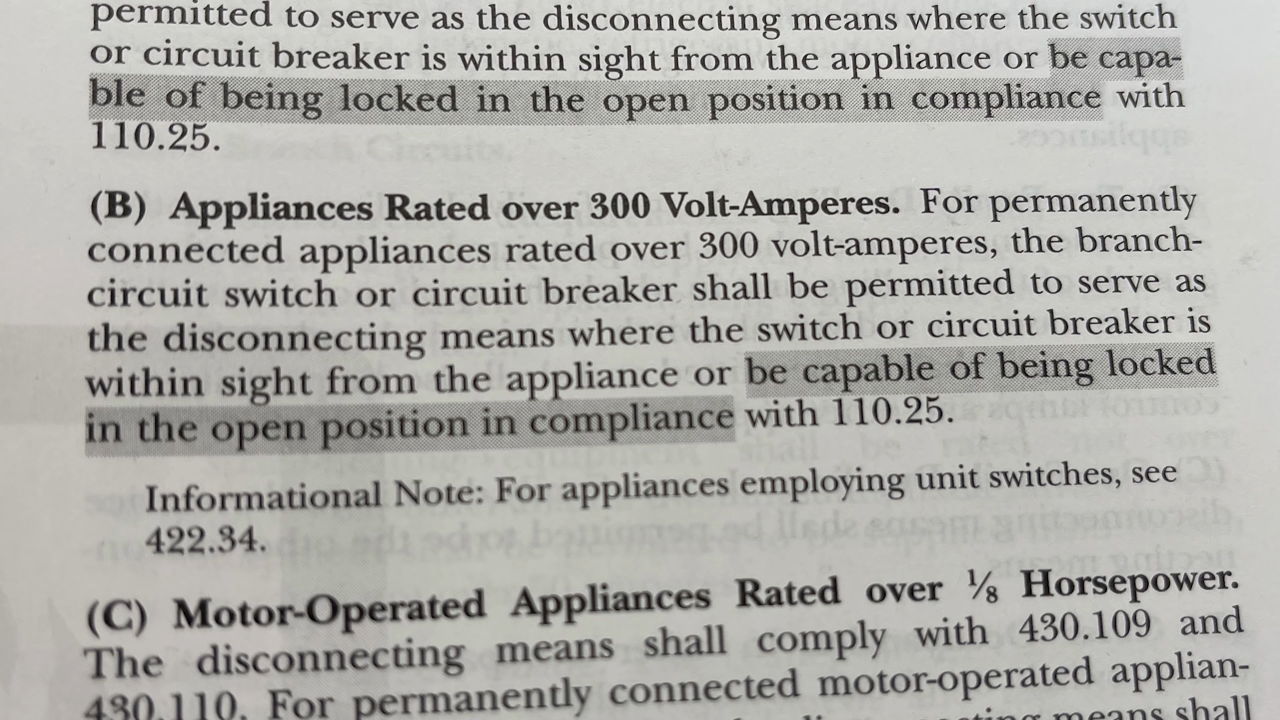 permitted to serve as the disconnecting means where the switch
or circuit breaker is within sight from the appliance or be capa-
ble of being locked in the open position in compliance with
110.25.
(B) Appliances Rated over 300 Volt-Amperes. For permanently
connected appliances rated over 300 volt-amperes, the branch-
circuit switch or circuit breaker shall be permitted to serve as
the disconnecting means where the switch or circuit breaker is
within sight from the appliance or be capable of being locked
in the open position in compliance with 110.25.
Informational Note: For appliances employing unit switches, see
422.34.
(C) Motor-Operated Appliances Rated over ⅛ Horsepower.
The disconnecting means shall comply with 430.109 and
430.110. For permanently connected motor-operated applian-
means shall